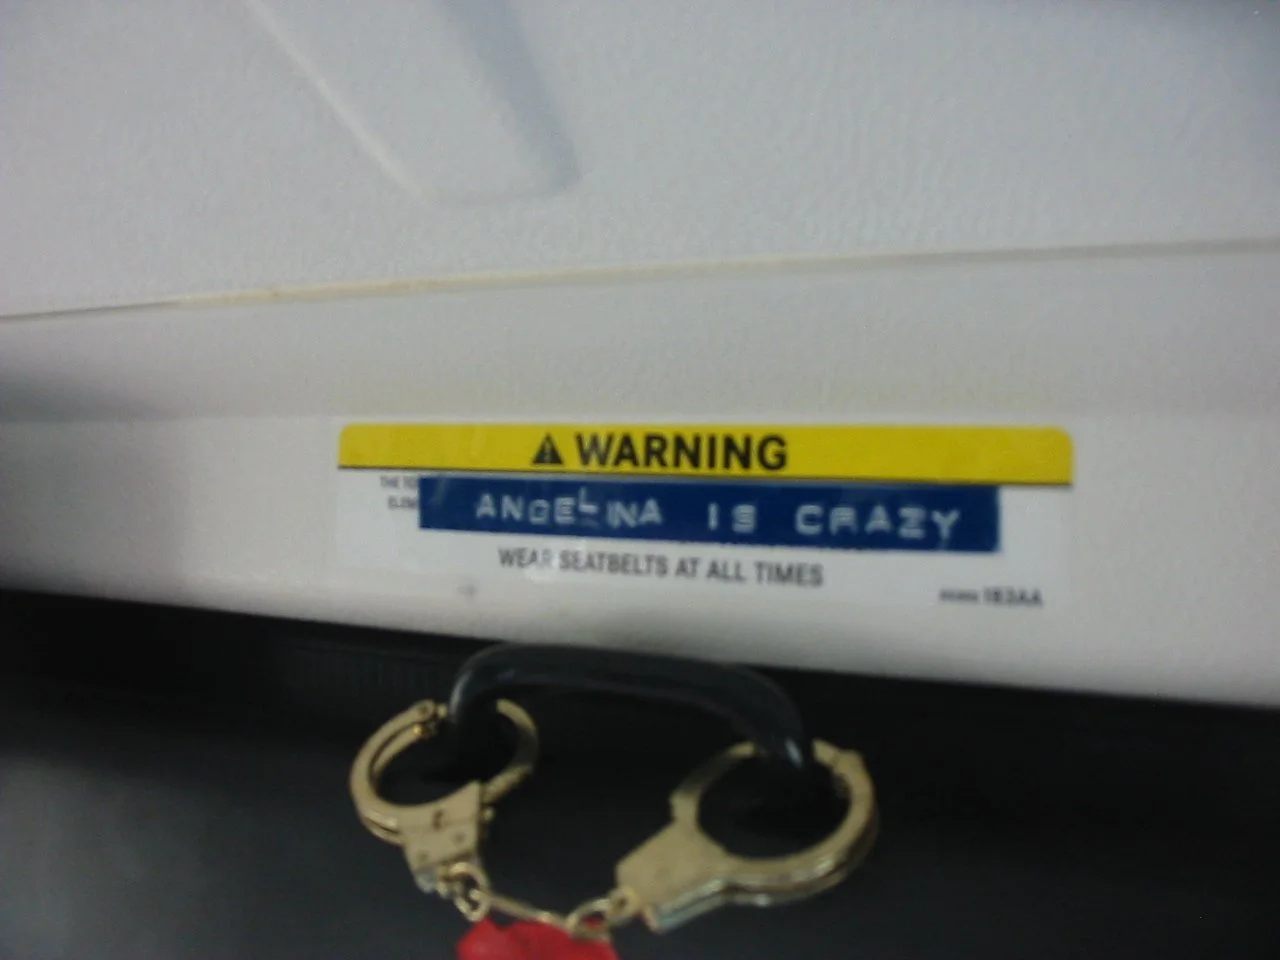 WARNING
ANGELINA IS CRAZY
WEAR SEATBELTS AT ALL TIMES